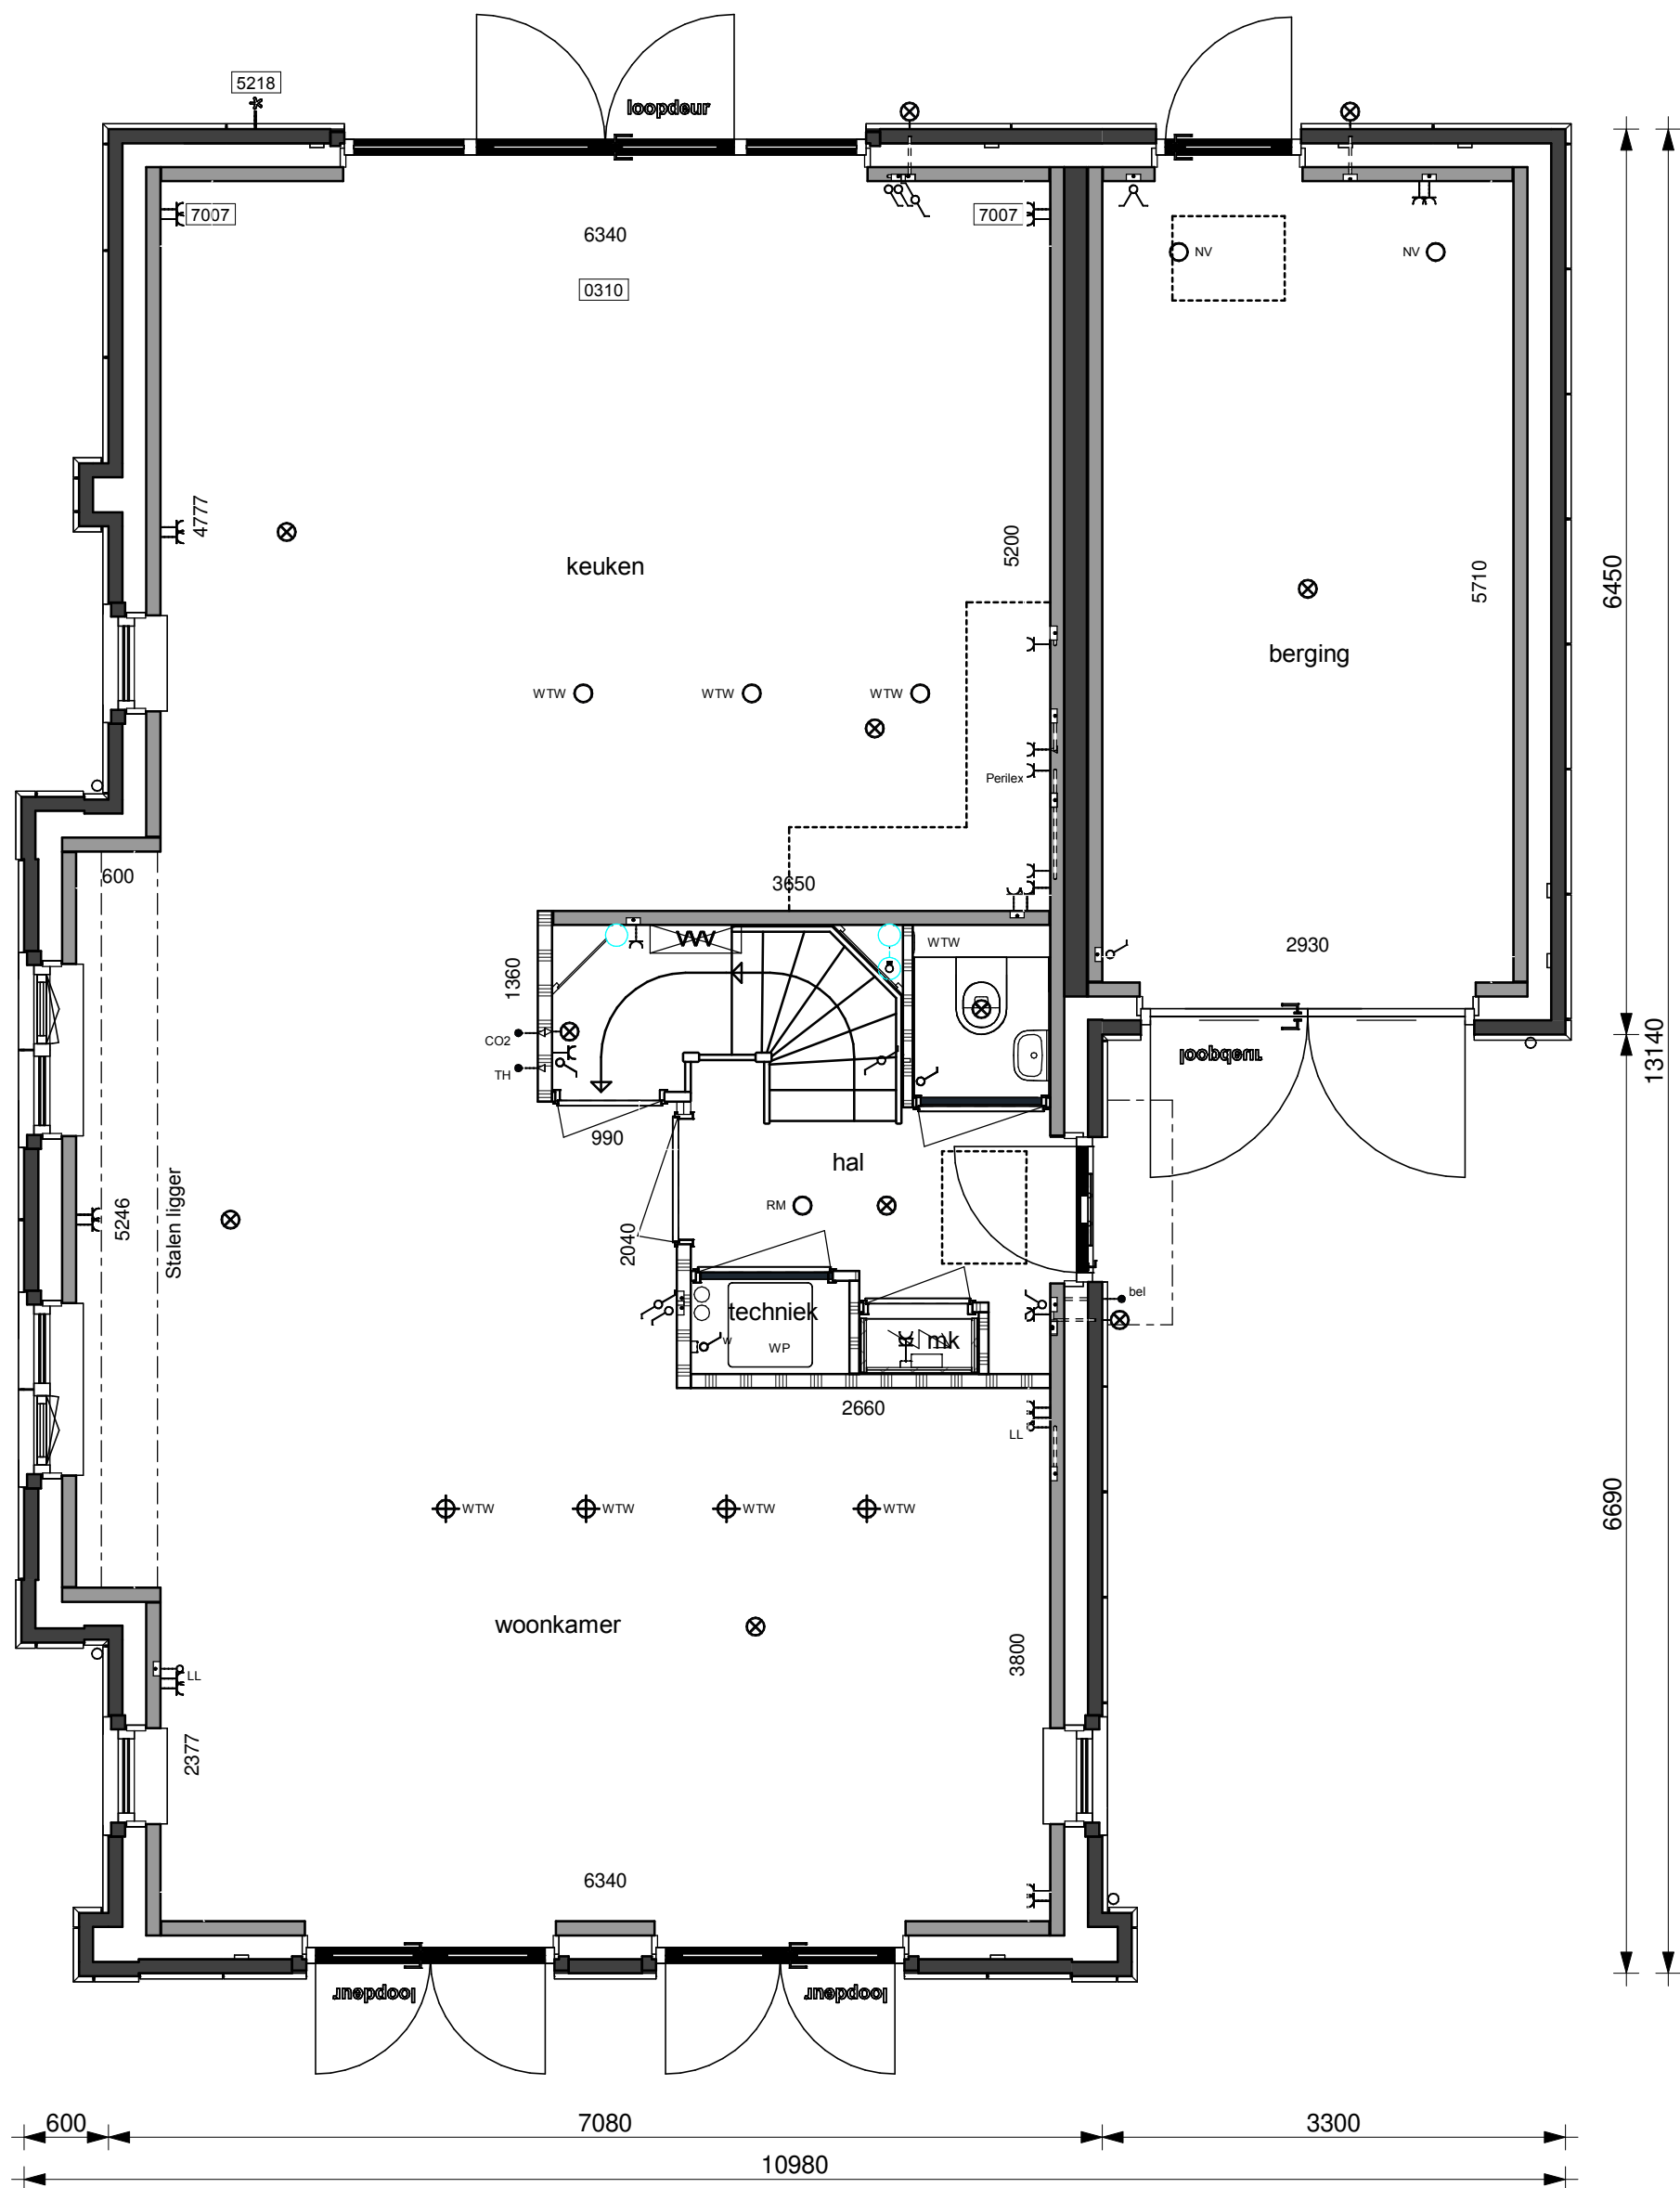 5218
loopdeur
7007
6340
7007
0310
NV
NV
4777
keuken
5200
5710
6450
berging
WTW
WTW
WTW
Perilex
600
3650
VVV
WTW
2930
1360
CO2
TH
loopdeur
13140
990
hal
5246
Stalen ligger
2040
RM
bel
techniek
w
WP
mk
2660
LL
WTW
WTW
WTW
WTW
6690
woonkamer
3800
LL
2377
6340
loopdeur
loopdeur
600
7080
3300
10980